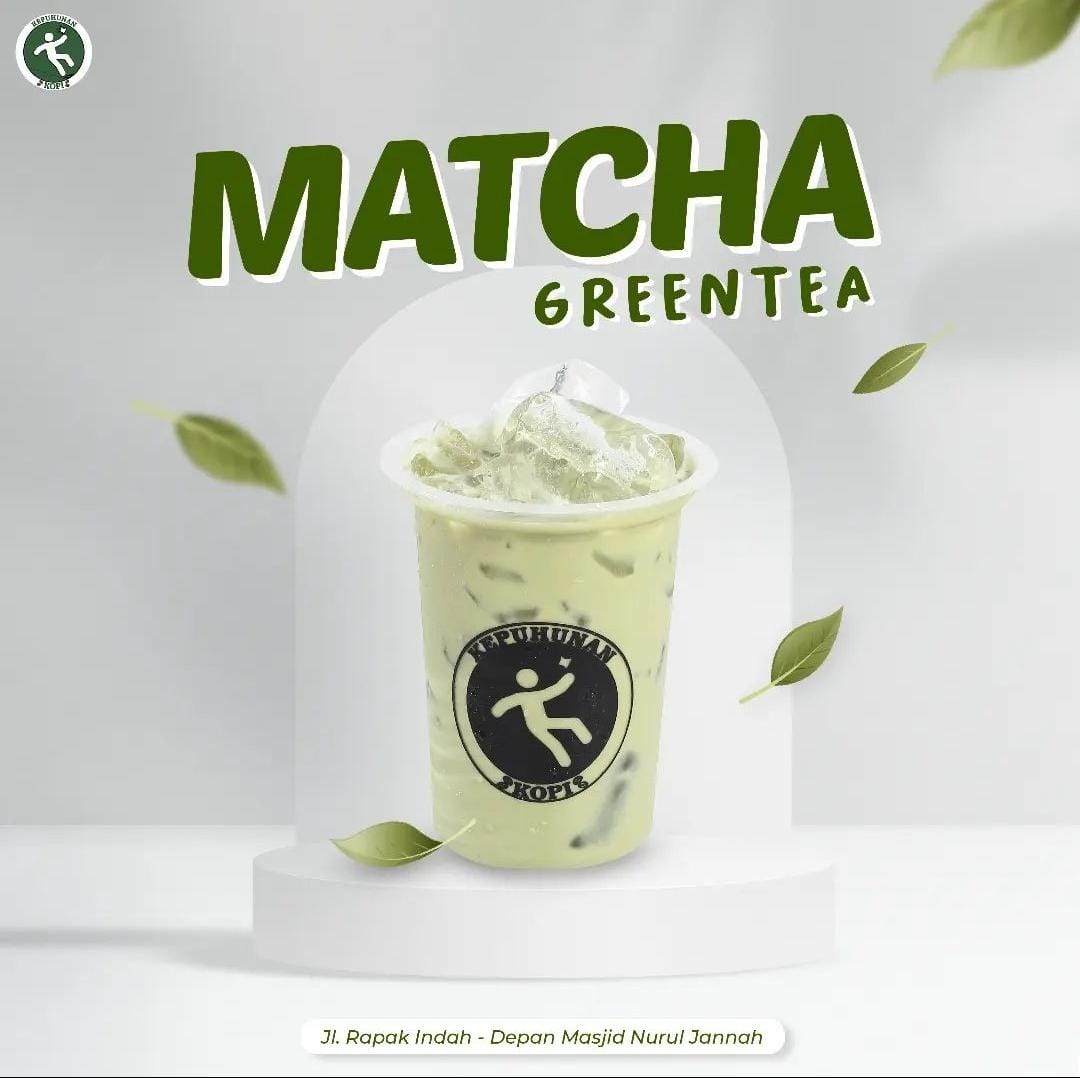 KEPUHUNAN
KOPI
MATCHA
GREENTEA
KEPUHUNAN
KOPI
Jl. Rapak Indah - Depan Masjid Nurul Jannah